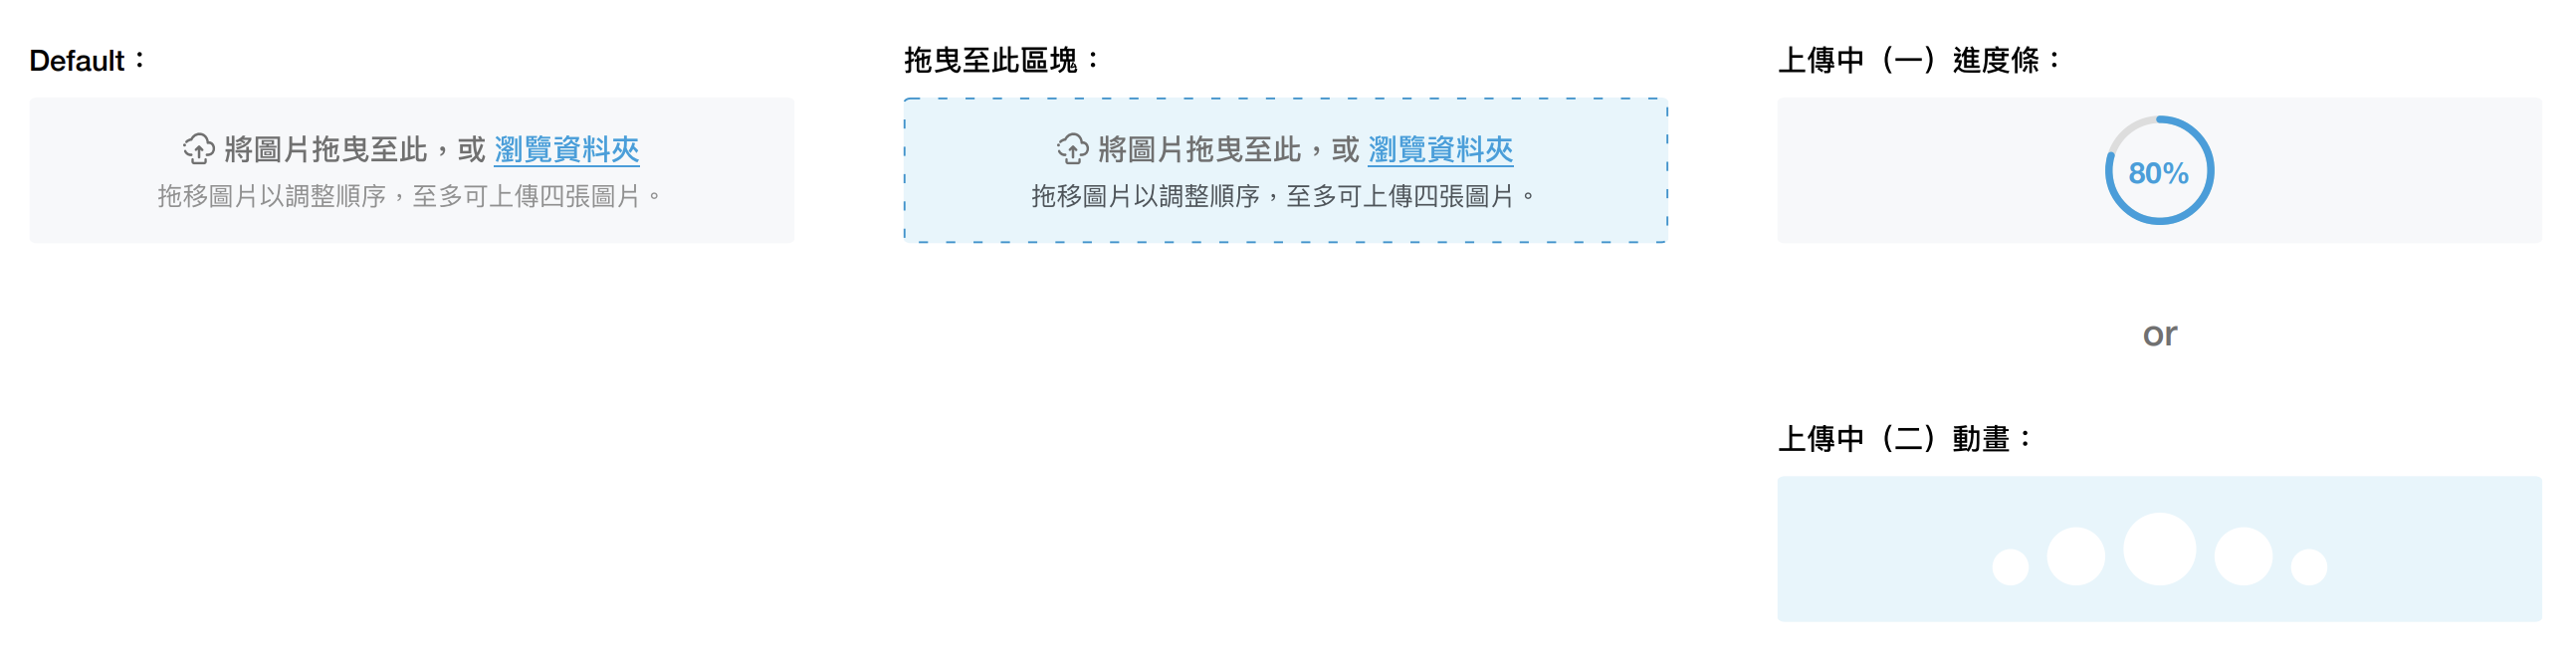 Default：
將圖片拖曳至此，或 瀏覽資料夾
拖移圖片以調整順序，至多可上傳四張圖片。
拖曳至此區塊：
將圖片拖曳至此，或 瀏覽資料夾
拖移圖片以調整順序，至多可上傳四張圖片。
上傳中（一）進度條：
80%
or
上傳中（二）動畫：